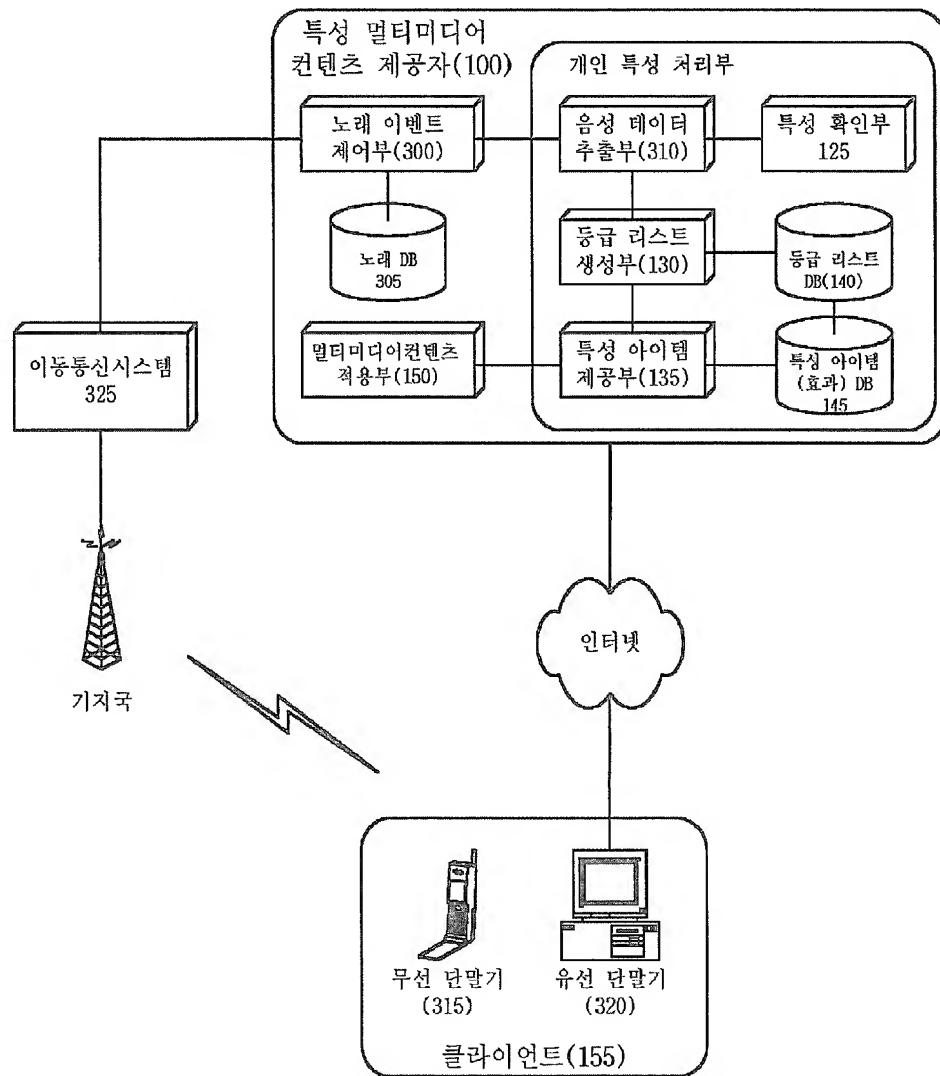 특성 멀티미디어
컨텐츠 제공자(100)
개인 특성 처리부
노래 이벤트
제어부(300)
음성 데이터
추출부(310)
특성 확인부
125
노래 DB
305
등급 리스트
생성부(130)
등급 리스트
DB(140)
이동통신시스템
325
멀티미디어컨텐츠
적용부(150)
특성 아이템
제공부(135)
특성 아이템
(효과) DB
145
기지국
인터넷
무선 단말기
(315)
유선 단말기
(320)
클라이언트(155)